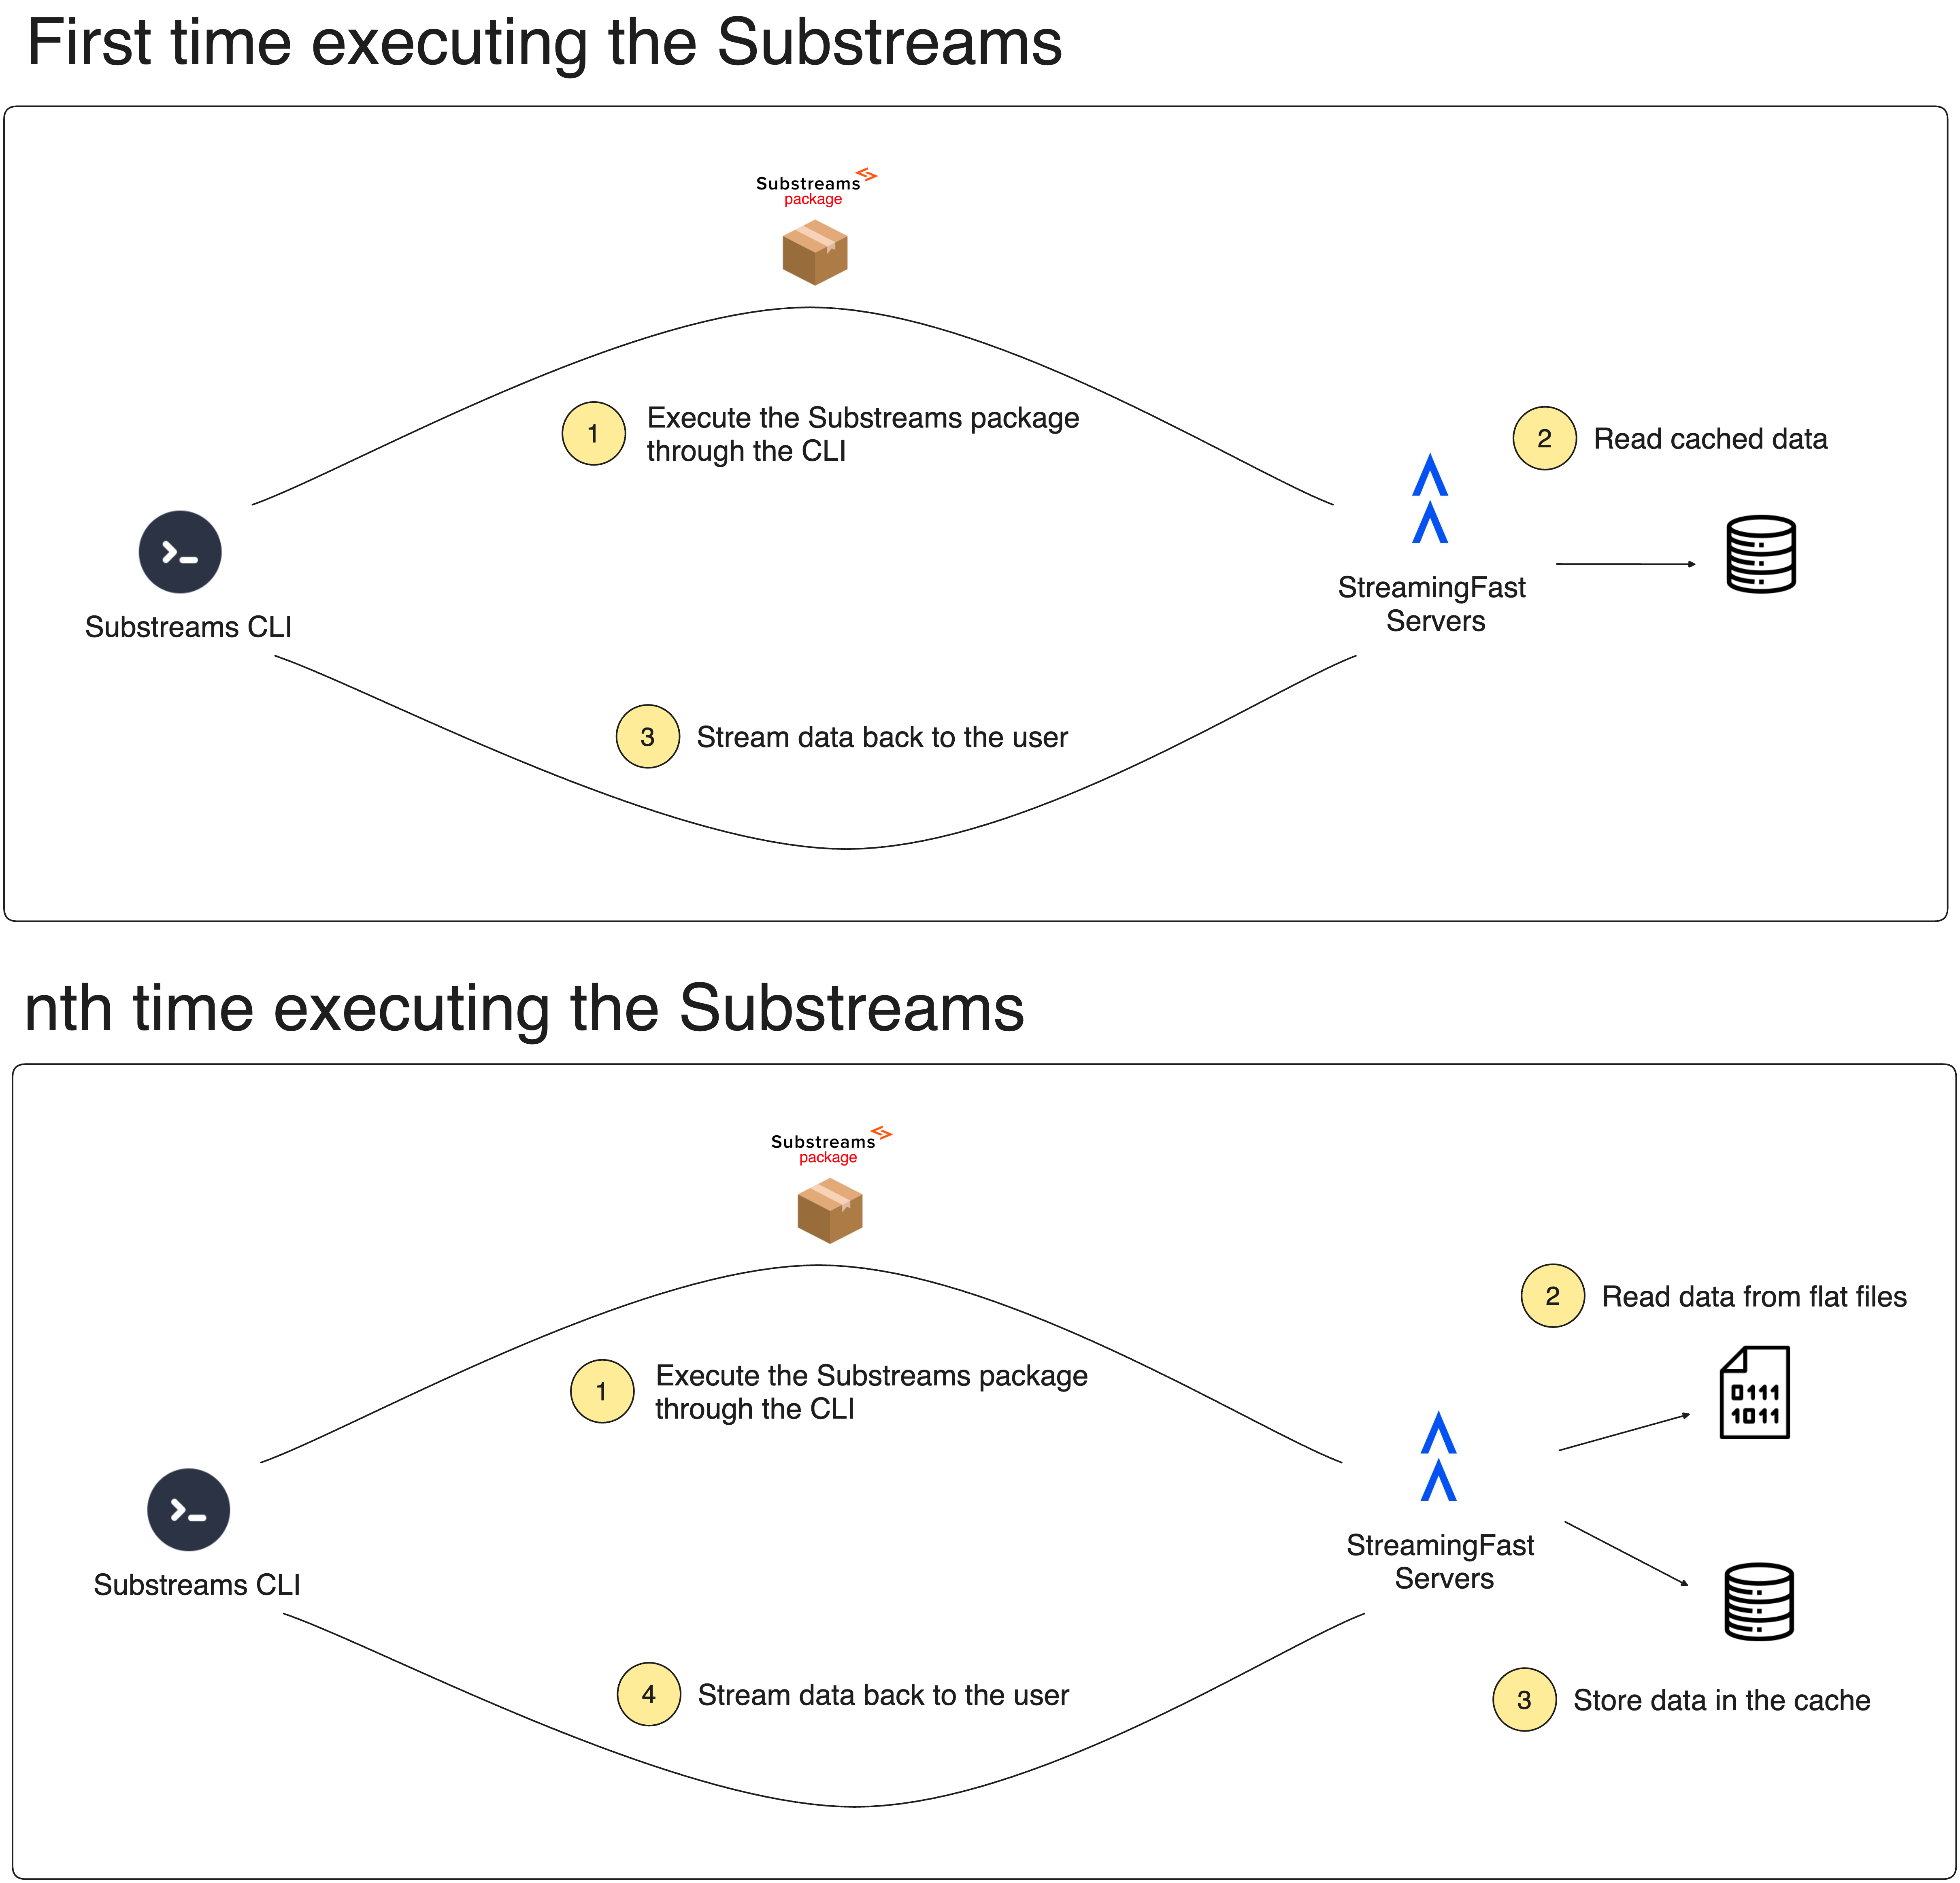 First time executing the Substreams
Substreams
package
1
Execute the Substreams package
through the CLI
2
Read cached data
>_
Substreams CLI
StreamingFast
Servers
3
Stream data back to the user
nth time executing the Substreams
Substreams
package
2
Read data from flat files
1
Execute the Substreams package
through the CLI
0111
1011
>_
Substreams CLI
StreamingFast
Servers
4
Stream data back to the user
3
Store data in the cache